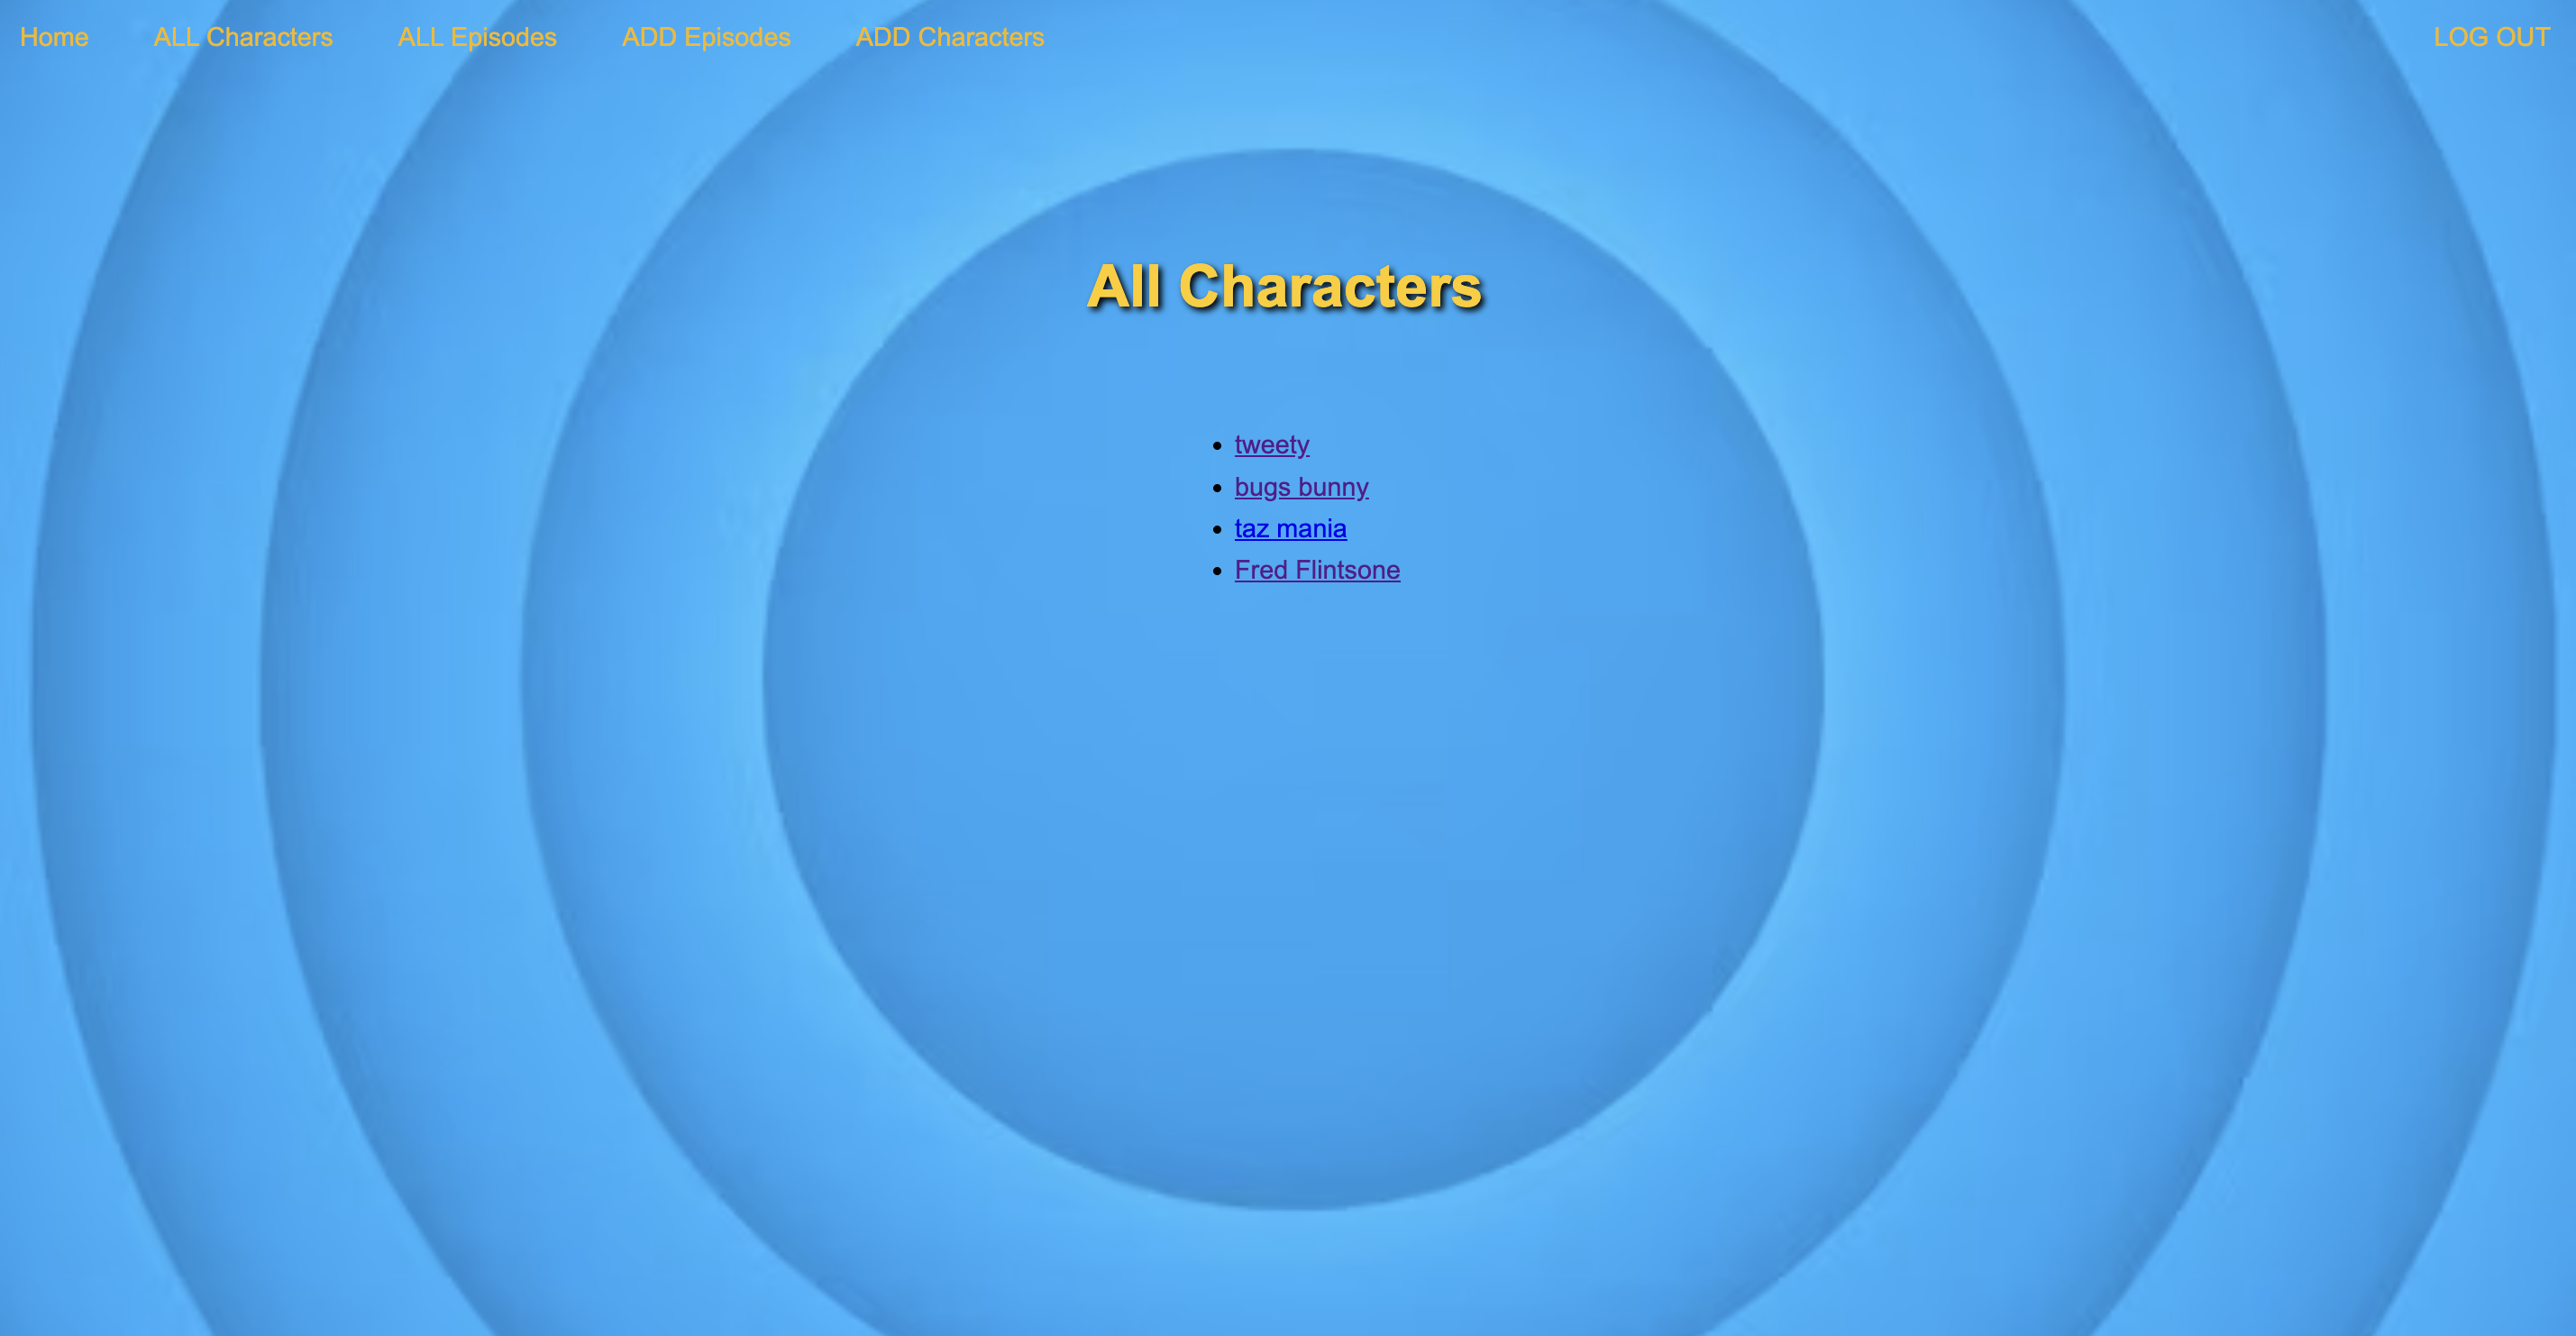 Home ALL Characters ALL Episodes ADD Episodes ADD Characters LOG OUT
All Characters
tweety
bugs bunny
taz mania
Fred Flintsone